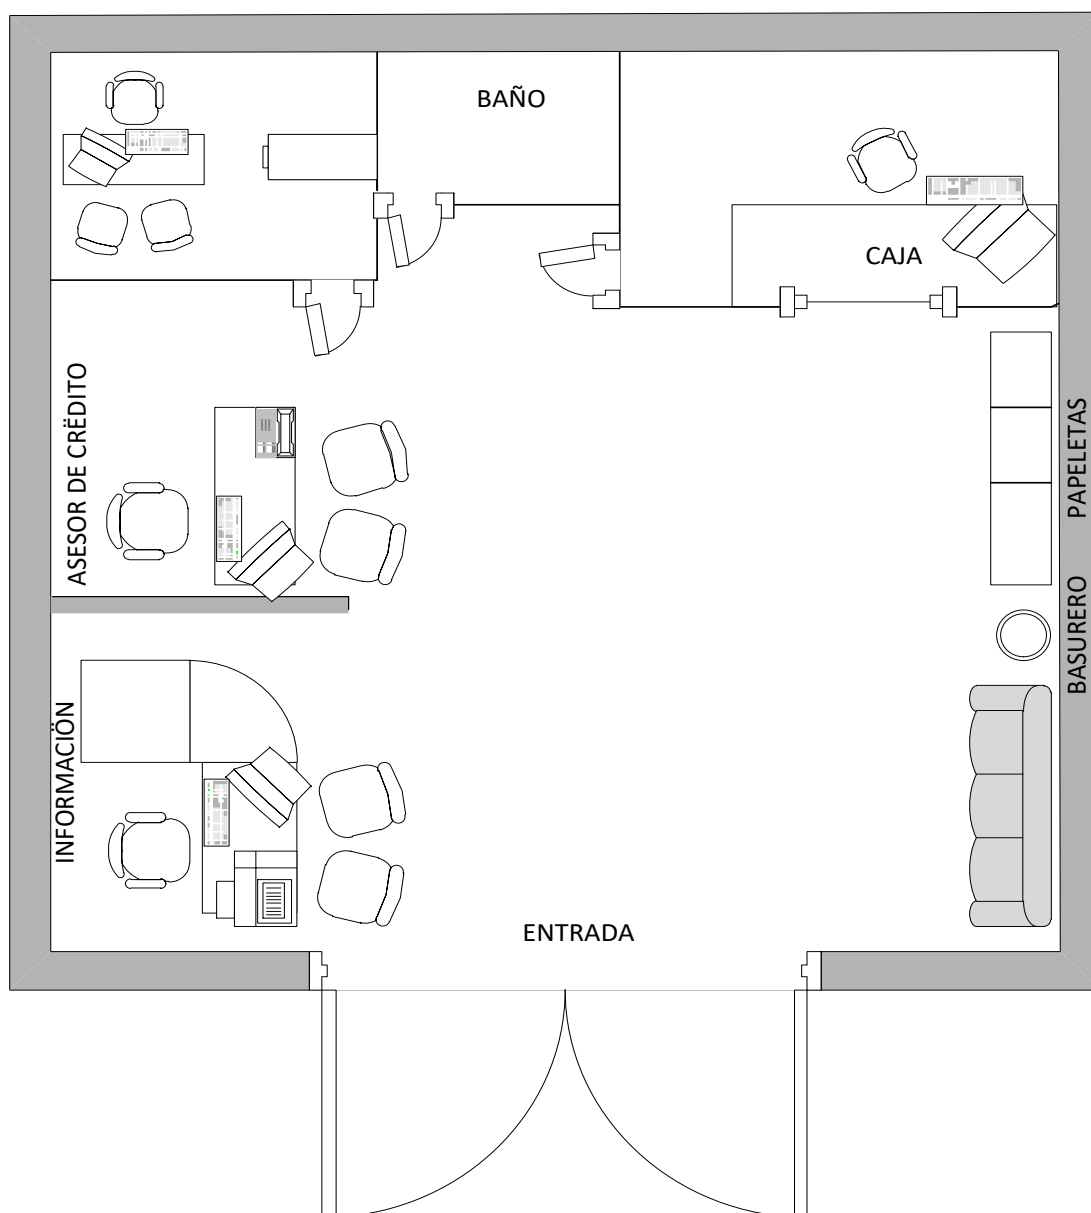 BAÑO
CAJA
ASESOR DE CRËDITO
PAPELETAS
BASURERO
INFORMACIÖN
ENTRADA